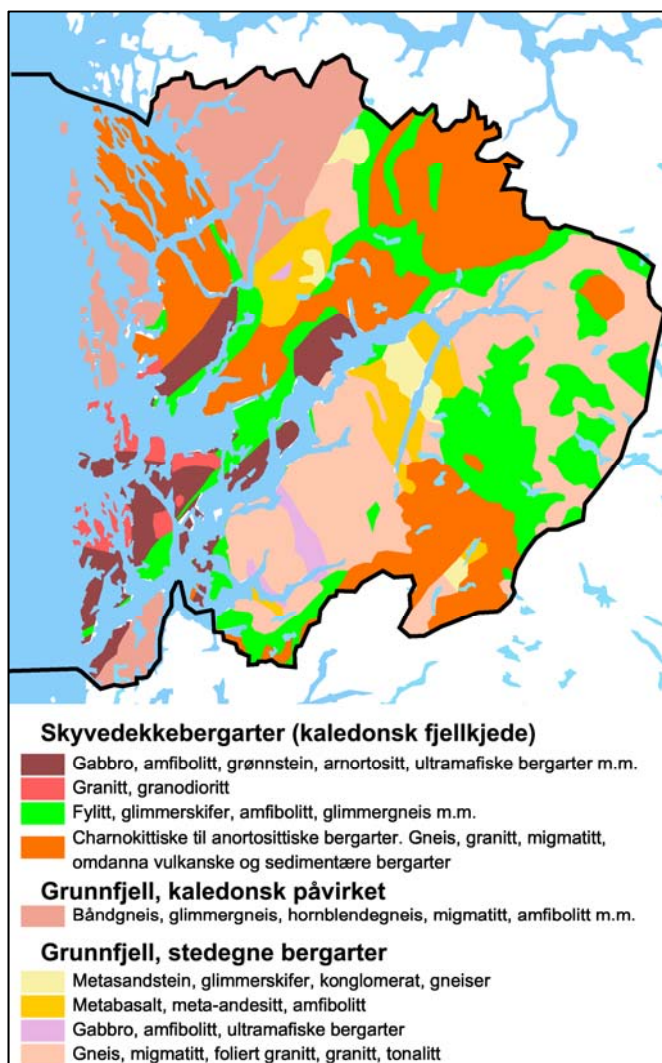 Skyvedekkebergarter (kaledonsk fjellkjede)
Gabbro, amfibolitt, grønnstein, arnortositt, ultramafiske bergarter m.m.
Granitt, granodioritt
Fylitt, glimmerskifer, amfibolitt, glimmergneis m.m.
Charnokittiske til anortosittiske bergarter. Gneis, granitt, migmatitt,
omdanna vulkanske og sedimentære bergarter
Grunnfjell, kaledonsk påvirket
Båndgneis, glimmergneis, hornblendegneis, migmatitt, amfibolitt m.m.
Grunnfjell, stedegne bergarter
Metasandstein, glimmerskifer, konglomerat, gneiser
Metabasalt, meta-andesitt, amfibolitt
Gabbro, amfibolitt, ultramafiske bergarter
Gneis, migmatitt, foliert granitt, granitt, tonalitt